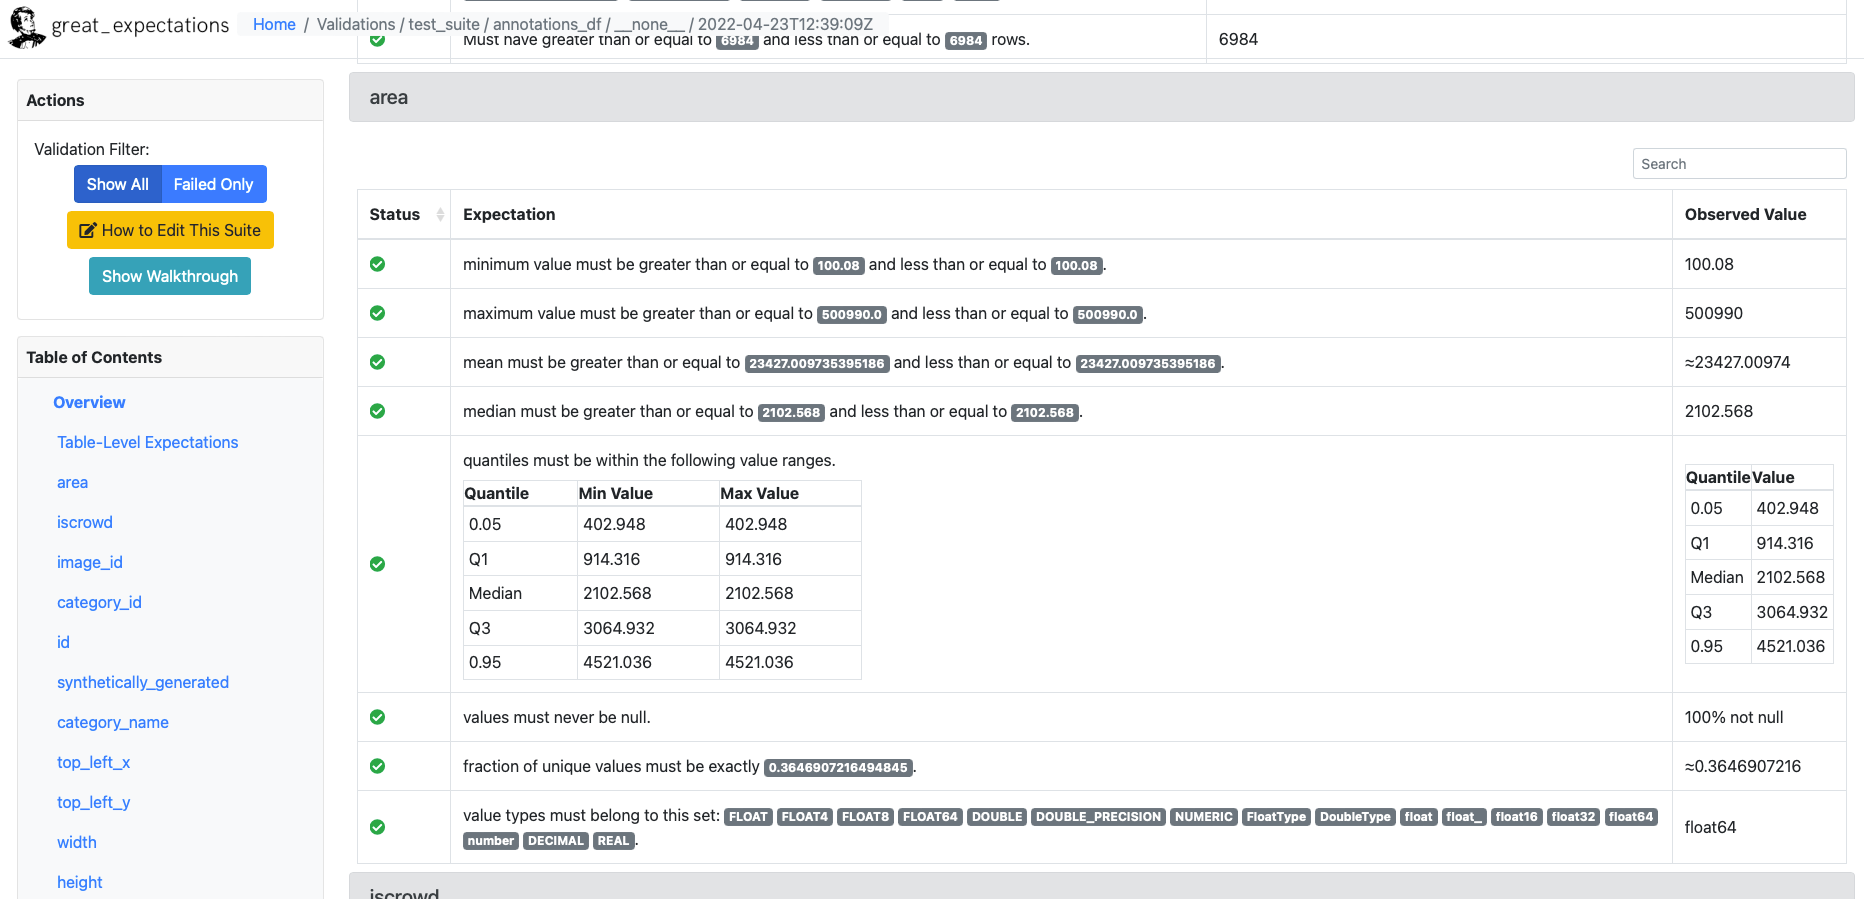 great_expectations
Home / Validations / test_suite / annotations_df / __none__ / 2022-04-23T12:39:09Z
Must have greater than or equal to 6984 and less than or equal to 6984 rows.
6984
Actions
Validation Filter:
Show All
Failed Only
How to Edit This Suite
Show Walkthrough
Table of Contents
Overview
Table-Level Expectations
area
iscrowd
image_id
category_id
id
synthetically_generated
category_name
top_left_x
top_left_y
width
height
area
Search
Status Expectation Observed Value
minimum value must be greater than or equal to 100.08 and less than or equal to 100.08. 100.08
maximum value must be greater than or equal to 500990.0 and less than or equal to 500990.0. 500990
mean must be greater than or equal to 23427.009735395186 and less than or equal to 23427.009735395186. ≈23427.00974
median must be greater than or equal to 2102.568 and less than or equal to 2102.568. 2102.568
quantiles must be within the following value ranges.
Quantile Min Value Max Value
0.05 402.948 402.948
Q1 914.316 914.316
Median 2102.568 2102.568
Q3 3064.932 3064.932
0.95 4521.036 4521.036
Quantile Value
0.05 402.948
Q1 914.316
Median 2102.568
Q3 3064.932
0.95 4521.036
values must never be null. 100% not null
fraction of unique values must be exactly 0.3646907216494845. ≈0.3646907216
value types must belong to this set: FLOAT FLOAT4 FLOAT8 FLOAT64 DOUBLE DOUBLE_PRECISION NUMERIC FloatType DoubleType float float_ float16 float32 float64
number DECIMAL REAL.
float64
iscrowd